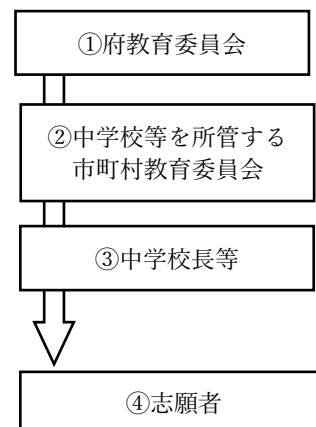 ①府教育委員会
②中学校等を所管する
市町村教育委員会
③中学校長等
④志願者